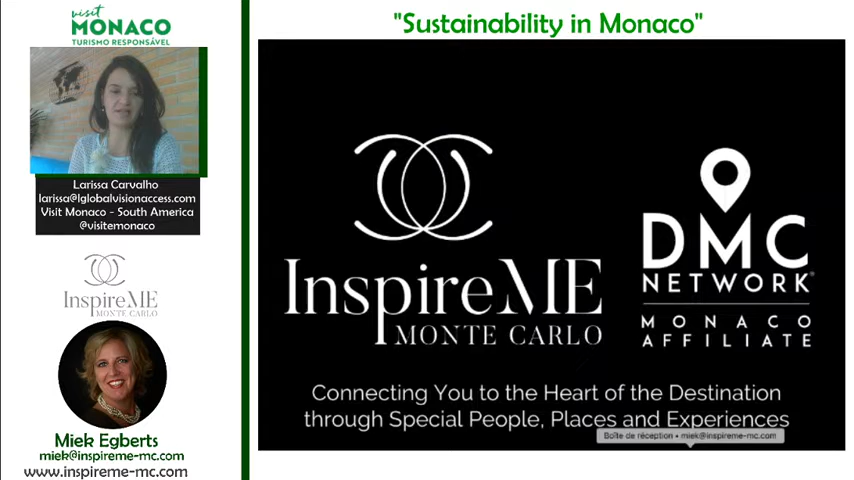 visit
MONACO
TURISMO RESPONSÁVEL
Larissa Carvalho
larissa@lglobalvisionaccess.com
Visit Monaco - South America
@visitemonaco
InspireME
MONTE CARLO
Miek Egberts
miek@inspireme-mc.com
www.inspireme-mc.com
"Sustainability in Monaco"
InspireME
MONTE CARLO
DMC
NETWORK®
MONACO
AFFILIATE
Connecting You to the Heart of the Destination
through Special People, Places and Experiences
Boîte de réception • miek@inspireme-mc.com